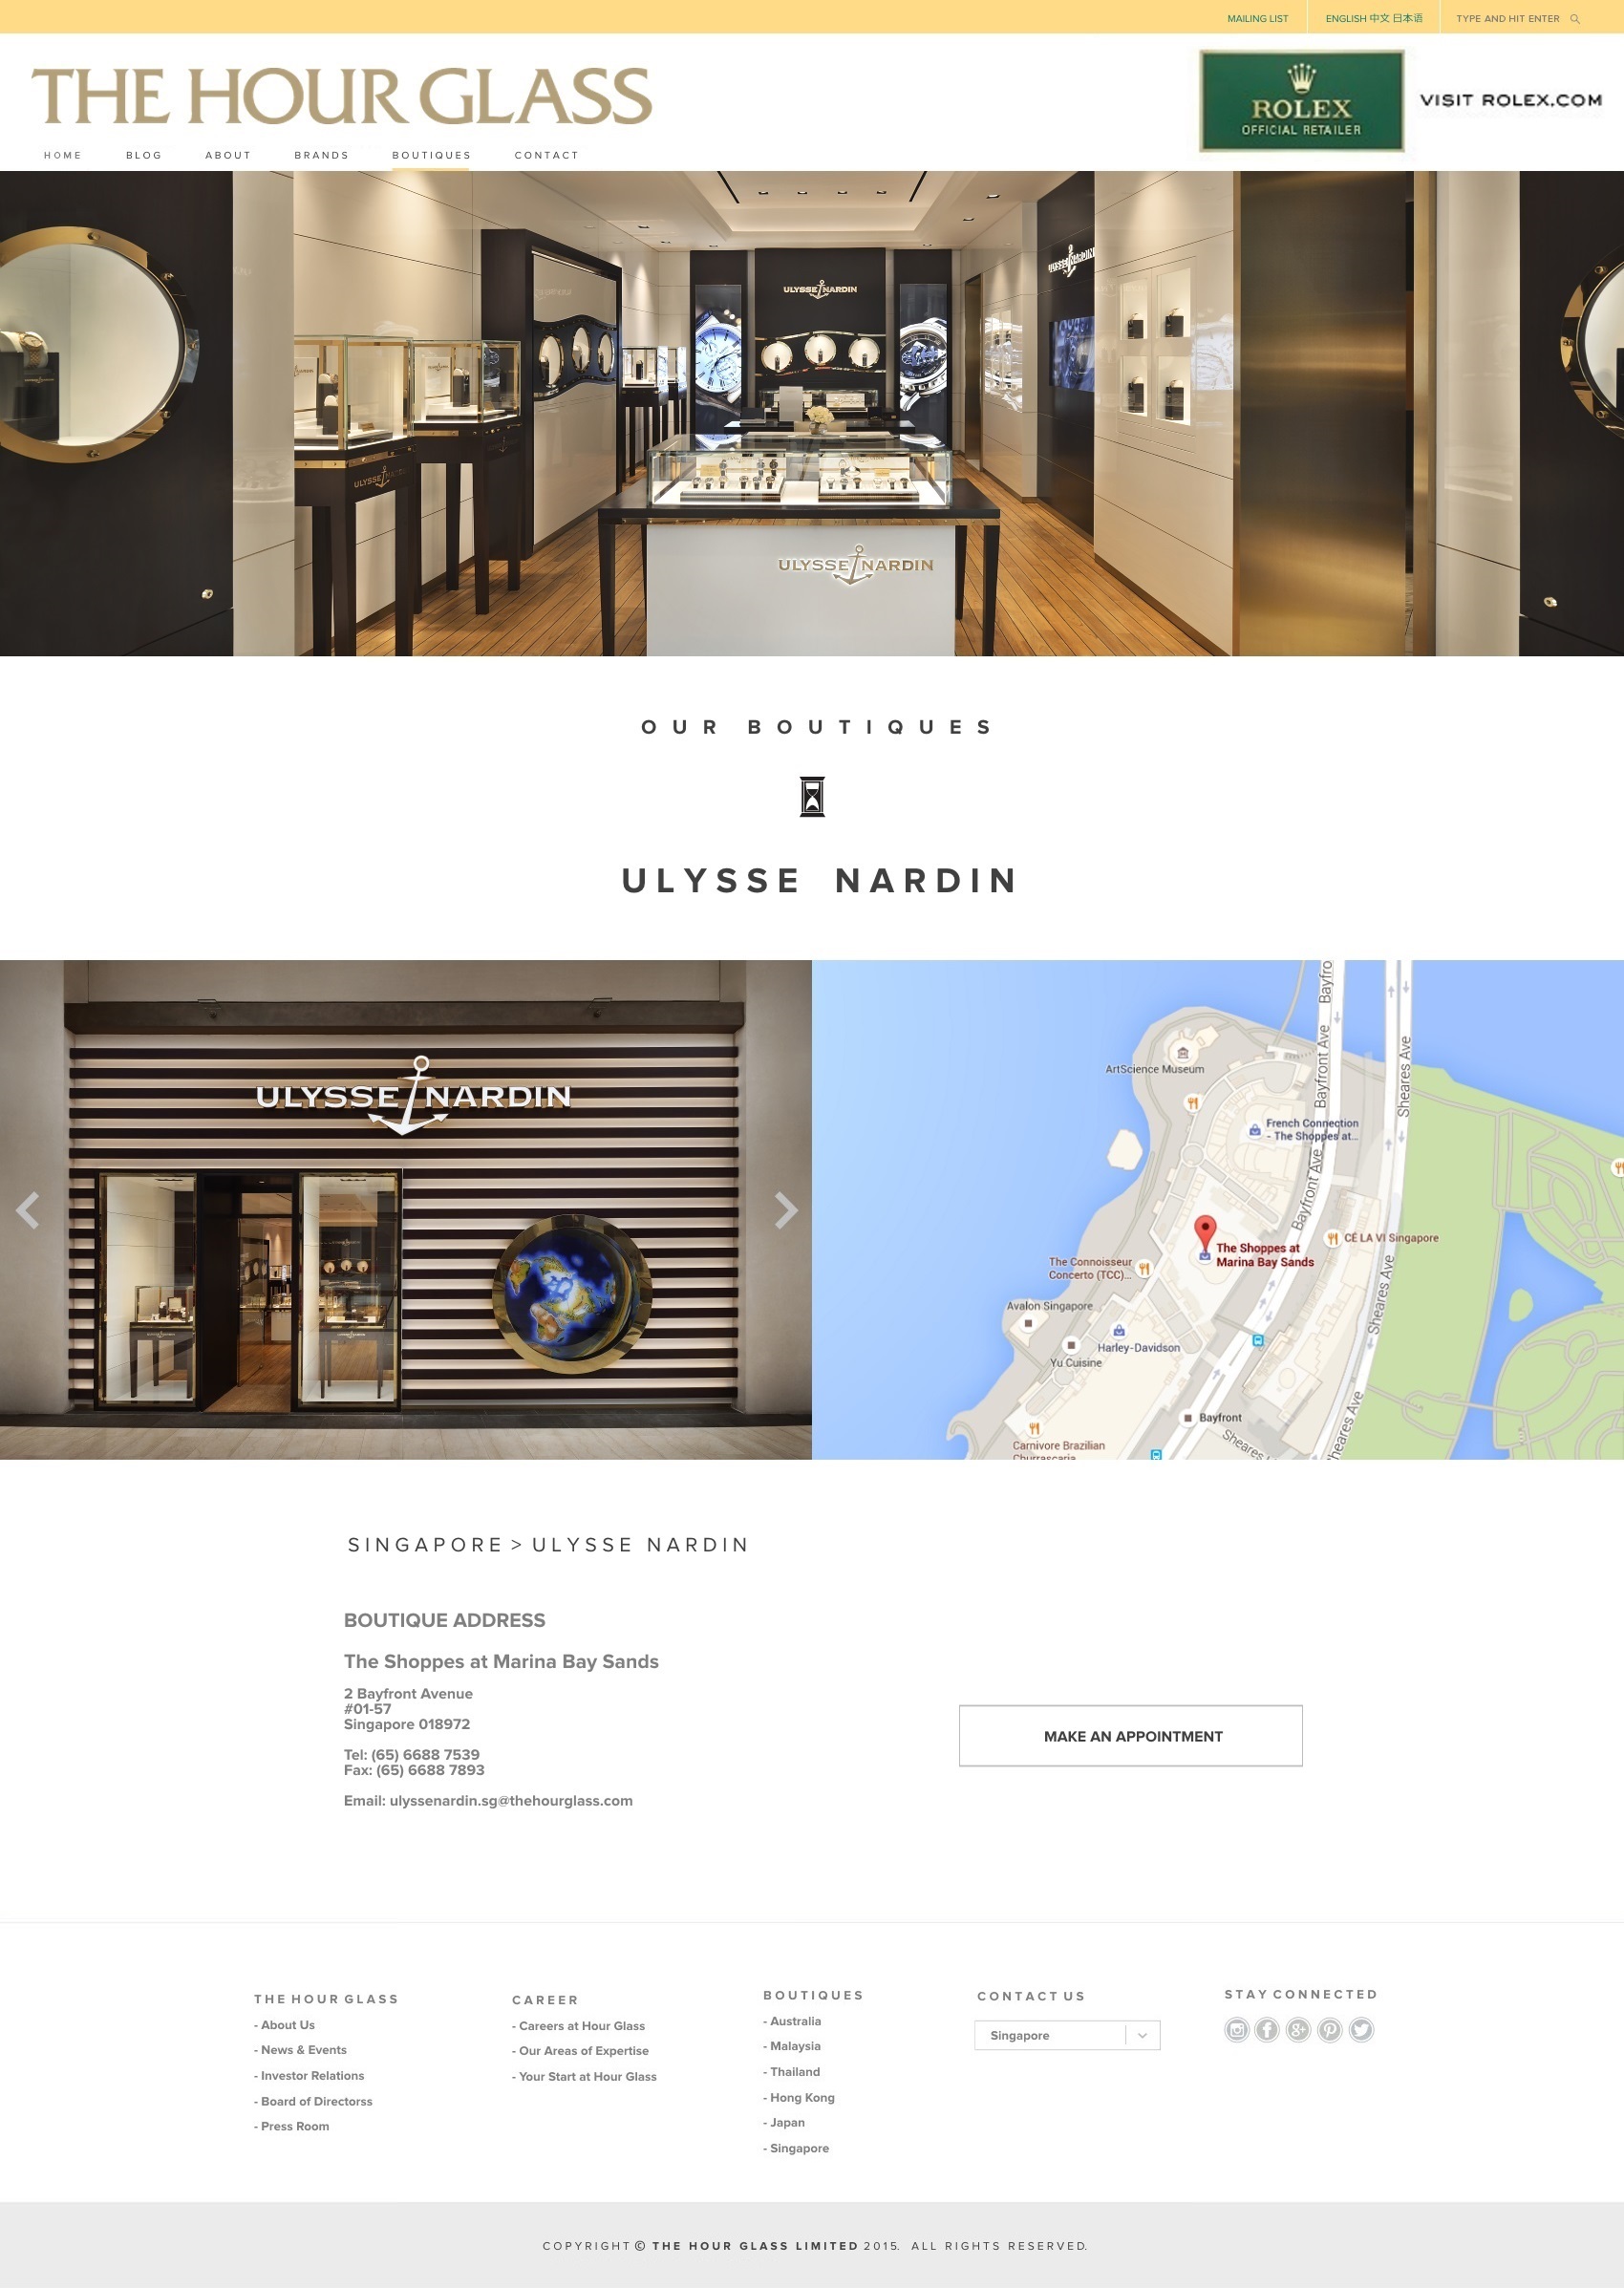 MAILING LIST
ENGLISH 中文 日本语
TYPE AND HIT ENTER
THE HOUR GLASS
ROLEX
OFFICIAL RETAILER
VISIT ROLEX.COM
HOME
BLOG
ABOUT
BRANDS
BOUTIQUES
CONTACT
ULYSSE NARDIN
ULYSSE NARDIN
ULYSSE NARDIN
OUR BOUTIQUES
ULYSSE NARDIN
ULYSSE NARDIN
Bayfro
Bayfront Ave
Sheares Ave
ArtScience Museum
French Connection
- The Shoppes at...
Bayfront Ave
The Shoppes at
Marina Bay Sands
CÉ LA VI Singapore
The Connoisseur
Concerto (TCC)...
Sheares Ave
Avalon Singapore
Harley-Davidson
Yu Cuisine
Bayfront
Sheares
heares Ave
Carnivore Brazilian
Churrascaria
SINGAPORE > ULYSSE NARDIN
BOUTIQUE ADDRESS
The Shoppes at Marina Bay Sands
2 Bayfront Avenue
#01-57
Singapore 018972
Tel: (65) 6688 7539
Fax: (65) 6688 7893
Email: ulyssenardin.sg@thehourglass.com
MAKE AN APPOINTMENT
THE HOUR GLASS
- About Us
- News & Events
- Investor Relations
- Board of Directorss
- Press Room
CAREER
- Careers at Hour Glass
- Our Areas of Expertise
- Your Start at Hour Glass
BOUTIQUES
- Australia
- Malaysia
- Thailand
- Hong Kong
- Japan
- Singapore
CONTACT US
Singapore
STAY CONNECTED
COPYRIGHT © THE HOUR GLASS LIMITED 2015. ALL RIGHTS RESERVED.